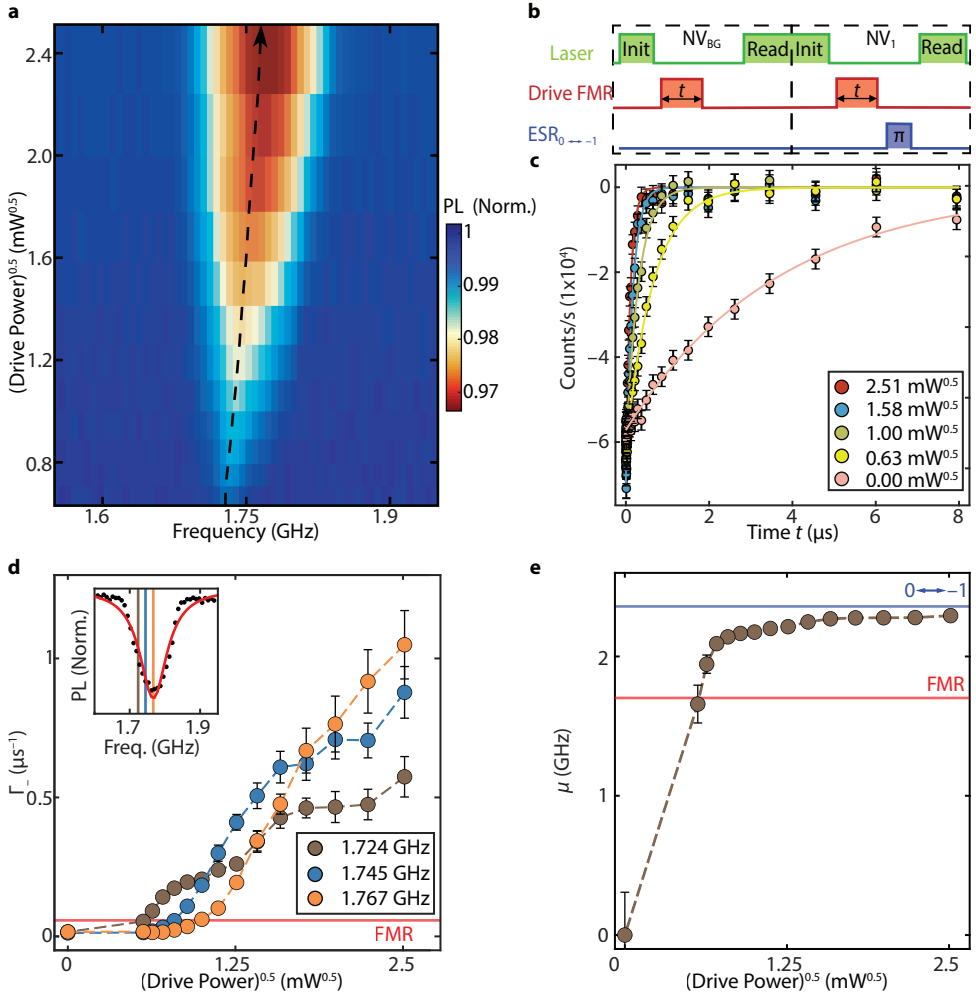 a
2.4
2.0
1.6
1.2
0.8
(Drive Power)^0.5 (mW^0.5)
1.6
1.75
1.9
Frequency (GHz)
PL (Norm.)
1
0.99
0.98
0.97
b
Laser
Init
NV_BG
Read
Init
NV_1
Read
Drive FMR
t
t
ESR_0↔−1
π
c
0
−2
−4
−6
Counts/s (1x10^4)
0
2
4
6
8
Time t (μs)
2.51 mW^0.5
1.58 mW^0.5
1.00 mW^0.5
0.63 mW^0.5
0.00 mW^0.5
d
1
0.5
0
Γ_− (μs^−1)
PL (Norm.)
1.7
1.9
Freq. (GHz)
1.724 GHz
1.745 GHz
1.767 GHz
FMR
0
1.25
2.5
(Drive Power)^0.5 (mW^0.5)
e
0↔−1
FMR
2
1
0
μ (GHz)
0
1.25
2.5
(Drive Power)^0.5 (mW^0.5)